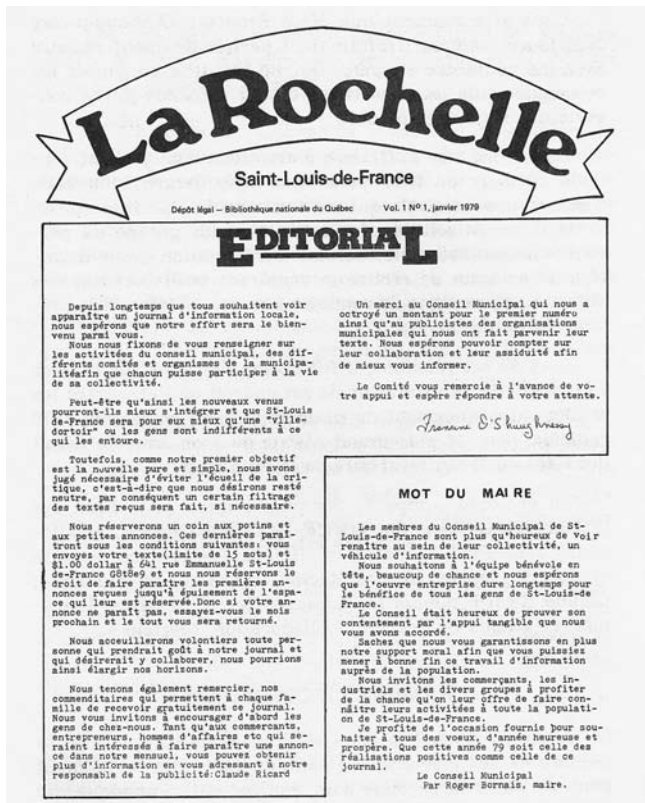 La Rochelle
Saint-Louis-de-France
Dépôt légal — Bibliothèque nationale du Québec Vol. 1 Nº 1, janvier 1979
EDITORIAL
Depuis longtemps que tous souhaitent voir
apparaître un journal d'information locale,
nous espérons que notre effort sera le bien-
venu parmi vous.
Nous nous fixons de vous renseigner sur
les activitées du conseil municipal, des dif-
férents comités et organismes de la municipa-
litéafin que chacun puisse participer à la vie
de sa collectivité.
Peut-être qu'ainsi les nouveaux venus
pourront-ils mieux s'intégrer et que St-Louis
de-France sera pour eux mieux qu'une "ville-
dortoir" ou les gens sont indifférents à ce
qui les entoure.
Toutefois, comme notre premier objectif
est la nouvelle pure et simple, nous avons
jugé nécessaire d'éviter l'écueil de la cri-
tique, c'est-à-dire que nous désirons resté
neutre, par conséquent un certain filtrage
des textes reçus sera fait, si nécessaire.
Nous réserverons un coin aux potins et
aux petites annonces. Ces dernières paraî-
tront sous les conditions suivantes: vous
envoyez votre texte(limite de 15 mots) et
$1.00 dollar à 641 rue Emmanuelle St-Louis
de-France G0t8e9 et nous nous réservons le
droit de faire paraître les premières an-
nonces reçues jusqu'à épuisement de l'espa-
ce qui leur est réservée.Donc si votre an-
nonce ne paraît pas, essayez-vous le mois
prochain et le tout vous sera retourné.
Nous acceuillerons volontiers toute per-
sonne qui prendrait goût à notre journal et
qui désirerait y collaborer, nous pourrions
ainsi élargir nos horizons.
Nous tenons également remercier, nos
commenditaires qui permettent à chaque fa-
mille de recevoir gratuitement ce journal.
Nous vous invitons à encourager d'abord les
gens de chez-nous. Tant qu'aux commercants,
entrepreneurs, hommes d'affaires etc qui se-
raient intéressés à faire paraître une annon-
ce dans notre mensuel, vous pouvez obtenir
plus d'information en vous adressant à notre
responsable de la publicité:Claude Ricard
Un merci au Conseil Municipal qui nous a
octroyé un montant pour le premier numéro
ainsi qu'au publicistes des organisations
municipales qui nous ont fait parvenir leur
texte. Nous espérons pouvoir compter sur
leur collaboration et leur assiduité afin
de mieux vous informer.
Le Comité vous remercie à l'avance de vo-
tre appui et espère répondre à votre attente.
Francine O'Shaughnessy
MOT DU MAIRE
Les membres du Conseil Municipal de St-
Louis-de-France sont plus qu'heureux de Voir
renaître au sein de leur collectivité, un
véhicule d'information.
Nous souhaitons à l'équipe bénévole en
tête, beaucoup de chance et nous espérons
que l'oeuvre entreprise dure longtemps pour
le bénéfice de tous les gens de St-Louis-de
France.
Le Conseil était heureux de prouver son
contentement par l'appui tangible que nous
vous avons accordé.
Sachez que nous vous garantissons en plus
notre support moral afin que vous puissiez
mener à bonne fin ce travail d'information
auprès de la population.
Nous invitons les commerçants, les in-
dustriels et les divers groupes à profiter
de la chance qu'on leur offre de faire con-
nâitre leurs activitées à toute la populati-
on de St-Louis-de-France.
Je profite de l'occasion fournie pour sou-
haiter à tous des voeux, d'année heureuse et
prospère. Que cette année 79 soit celle des
réalisations positives comme celle de ce
journal.
Le Conseil Municipal
Par Roger Bornais, maire.